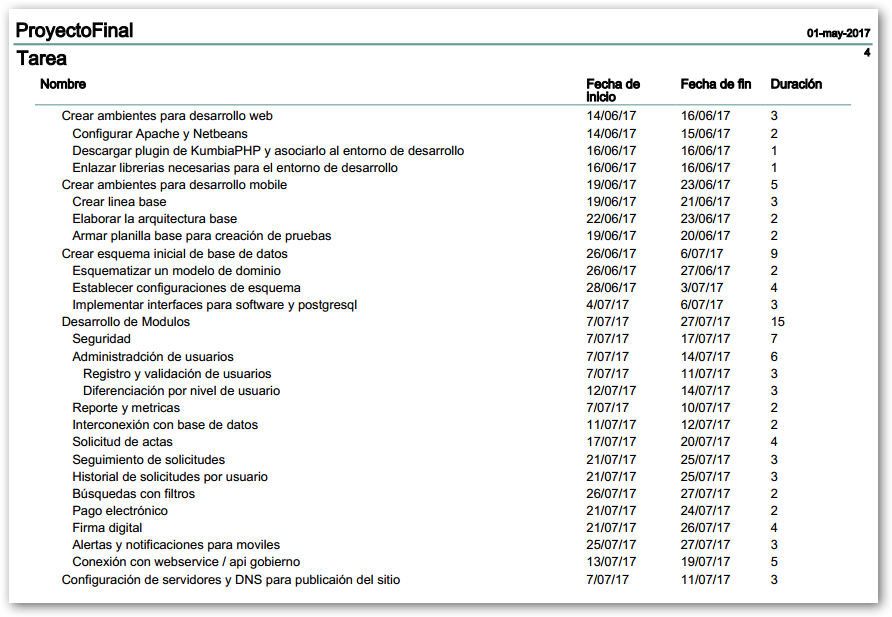 ProyectoFinal
01-may-2017
Tarea
4
Nombre Fecha de inicio Fecha de fin Duración
Crear ambientes para desarrollo web 14/06/17 16/06/17 3
Configurar Apache y Netbeans 14/06/17 15/06/17 2
Descargar plugin de KumbiaPHP y asociarlo al entorno de desarrollo 16/06/17 16/06/17 1
Enlazar librerias necesarias para el entorno de desarrollo 16/06/17 16/06/17 1
Crear ambientes para desarrollo mobile 19/06/17 23/06/17 5
Crear linea base 19/06/17 21/06/17 3
Elaborar la arquitectura base 22/06/17 23/06/17 2
Armar planilla base para creación de pruebas 19/06/17 20/06/17 2
Crear esquema inicial de base de datos 26/06/17 6/07/17 9
Esquematizar un modelo de dominio 26/06/17 27/06/17 2
Establecer configuraciones de esquema 28/06/17 3/07/17 4
Implementar interfaces para software y postgresql 4/07/17 6/07/17 3
Desarrollo de Modulos 7/07/17 27/07/17 15
Seguridad 7/07/17 17/07/17 7
Administradción de usuarios 7/07/17 14/07/17 6
Registro y validación de usuarios 7/07/17 11/07/17 3
Diferenciación por nivel de usuario 12/07/17 14/07/17 3
Reporte y metricas 7/07/17 10/07/17 2
Interconexión con base de datos 11/07/17 12/07/17 2
Solicitud de actas 17/07/17 20/07/17 4
Seguimiento de solicitudes 21/07/17 25/07/17 3
Historial de solicitudes por usuario 21/07/17 25/07/17 3
Búsquedas con filtros 26/07/17 27/07/17 2
Pago electrónico 21/07/17 24/07/17 2
Firma digital 21/07/17 26/07/17 4
Alertas y notificaciones para moviles 25/07/17 27/07/17 3
Conexión con webservice / api gobierno 13/07/17 19/07/17 5
Configuración de servidores y DNS para publicaión del sitio 7/07/17 11/07/17 3